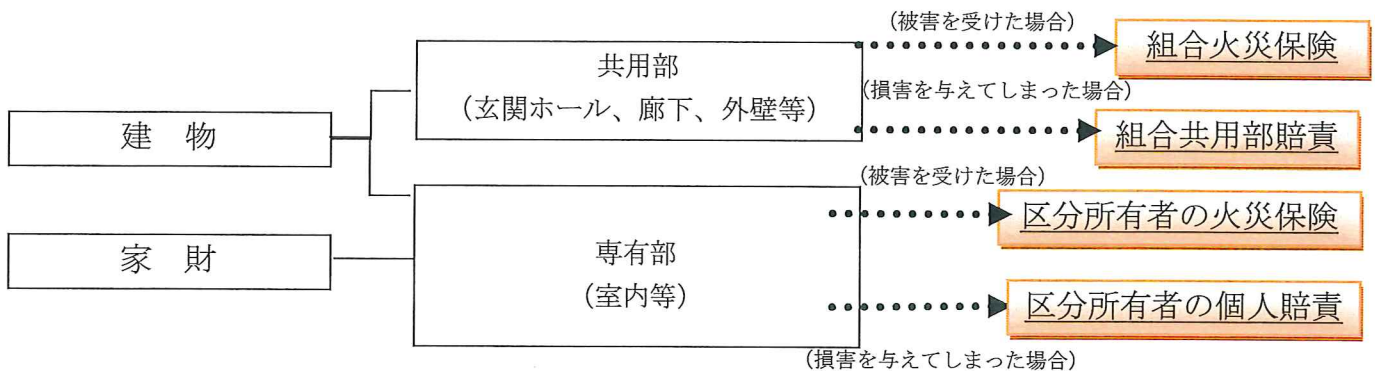 (被害を受けた場合)
組合火災保険
共用部
(玄関ホール、廊下、外壁等)
(損害を与えてしまった場合)
組合共用部賠責
建　物
(被害を受けた場合)
区分所有者の火災保険
家　財
専有部
(室内等)
区分所有者の個人賠責
(損害を与えてしまった場合)